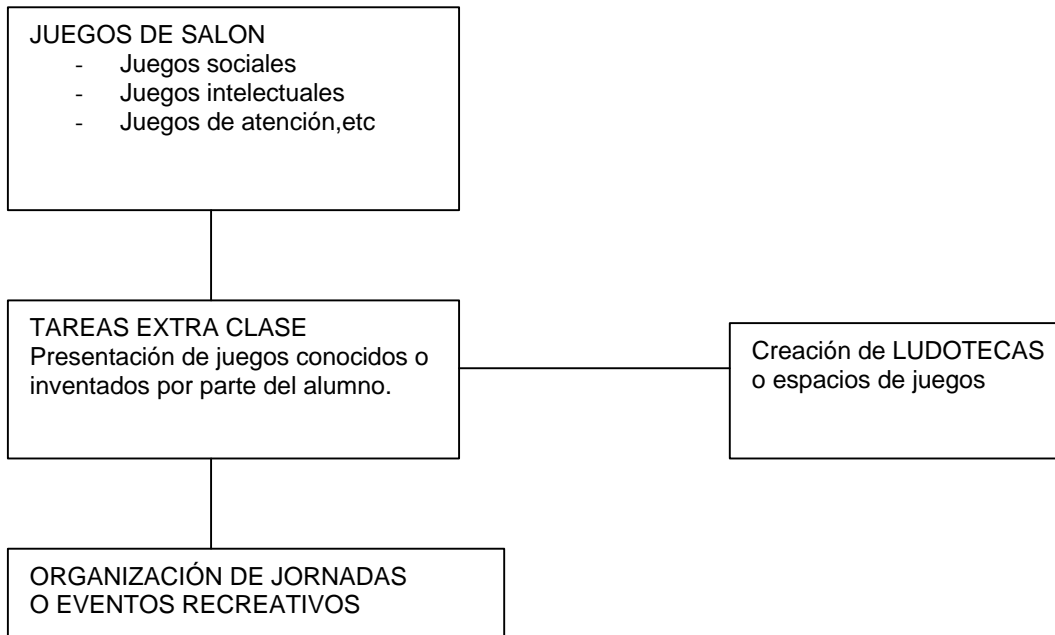 JUEGOS DE SALON
- Juegos sociales
- Juegos intelectuales
- Juegos de atención,etc
TAREAS EXTRA CLASE
Presentación de juegos conocidos o
inventados por parte del alumno.
Creación de LUDOTECAS
o espacios de juegos
ORGANIZACIÓN DE JORNADAS
O EVENTOS RECREATIVOS